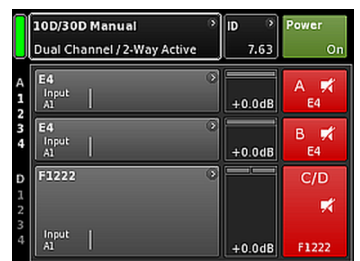 10D/30D Manual
Dual Channel / 2-Way Active
ID
7.63
Power
On
A
1
2
3
4
E4
Input
A1
+0.0dB
A
E4
E4
Input
A1
+0.0dB
B
E4
D
1
2
3
4
F1222
Input
A1
+0.0dB
C/D
F1222